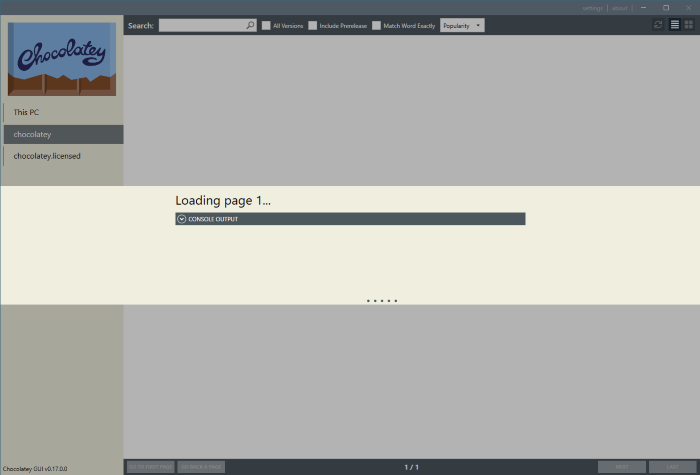 settings | about |
Search:
All Versions
Include Prerelease
Match Word Exactly
Popularity
Chocolatey
This PC
chocolatey
chocolatey.licensed
Loading page 1...
CONSOLE OUTPUT
Chocolatey GUI v0.17.0.0
GO TO FIRST PAGE
GO BACK A PAGE
1 / 1
NEXT
LAST